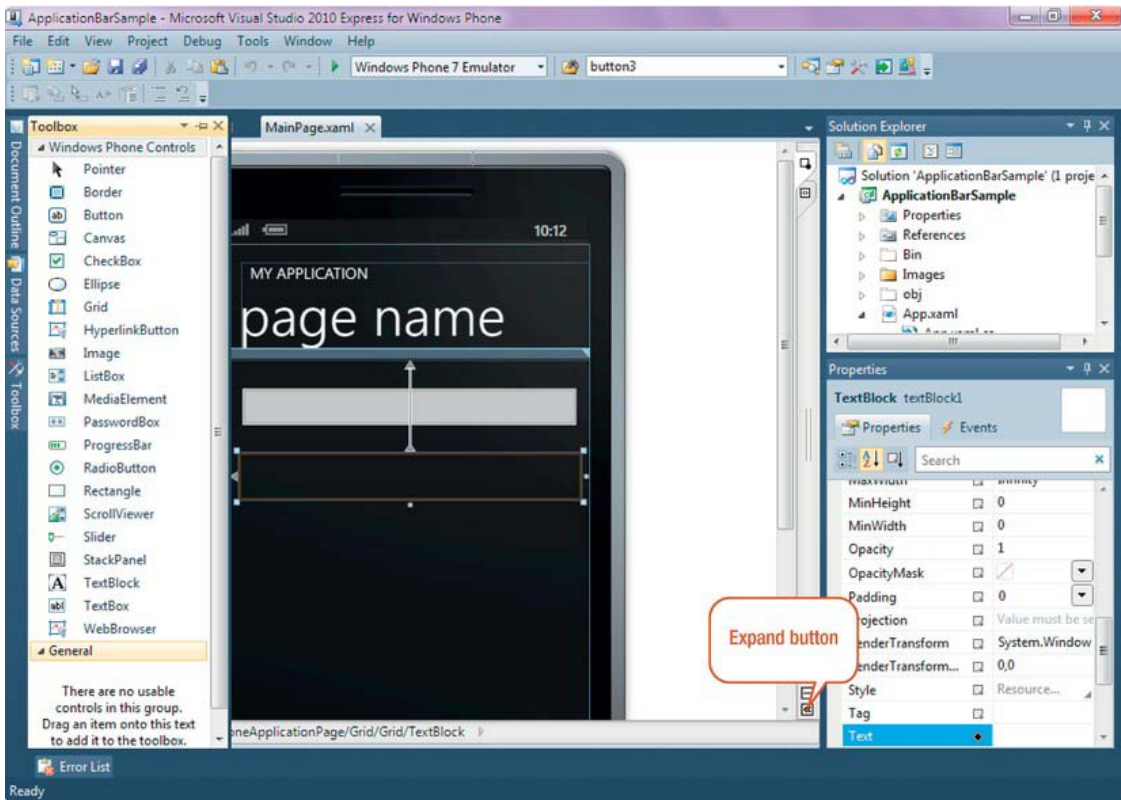 ApplicationBarSample - Microsoft Visual Studio 2010 Express for Windows Phone
File Edit View Project Debug Tools Window Help
Windows Phone 7 Emulator
button3
Document Outline
Data Sources
Toolbox
Toolbox
Windows Phone Controls
Pointer
Border
Button
Canvas
CheckBox
Ellipse
Grid
HyperlinkButton
Image
ListBox
MediaElement
PasswordBox
ProgressBar
RadioButton
Rectangle
ScrollViewer
Slider
StackPanel
TextBlock
TextBox
WebBrowser
General
There are no usable
controls in this group.
Drag an item onto this text
to add it to the toolbox.
MainPage.xaml
10:12
MY APPLICATION
page name
oneApplicationPage/Grid/Grid/TextBlock
Expand button
Solution Explorer
Solution 'ApplicationBarSample' (1 proje
ApplicationBarSample
Properties
References
Bin
Images
obj
App.xaml
Properties
TextBlock textBlock1
Properties Events
Search
MaxWidth Infinity
MinHeight 0
MinWidth 0
Opacity 1
OpacityMask
Padding 0
rojection Value must be se
enderTransform System.Window
enderTransform... 0,0
Style Resource...
Tag
Text
Error List
Ready